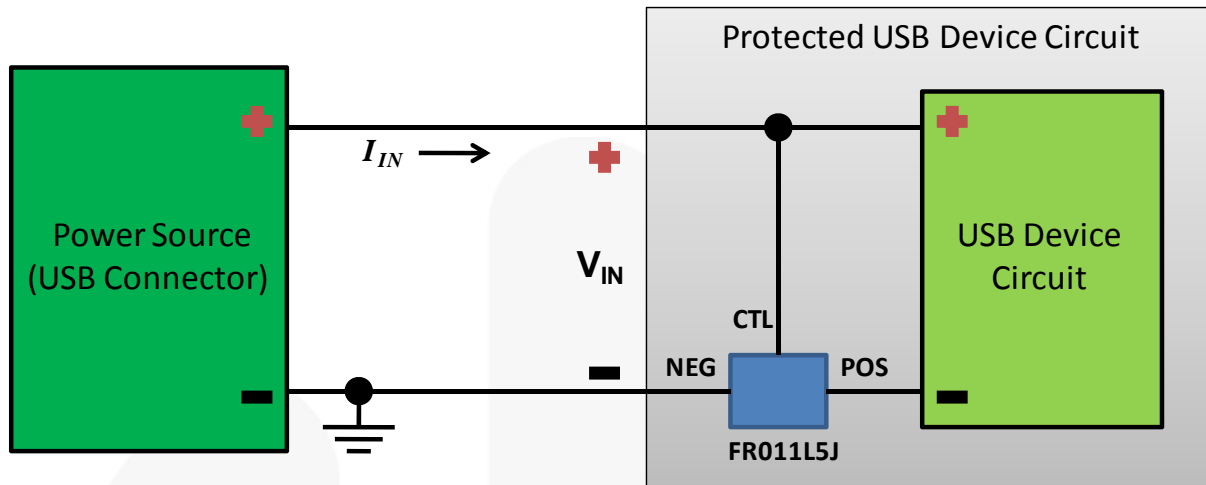 Protected USB Device Circuit
I_IN
Power Source
(USB Connector)
V_IN
USB Device
Circuit
CTL
NEG
POS
FR011L5J